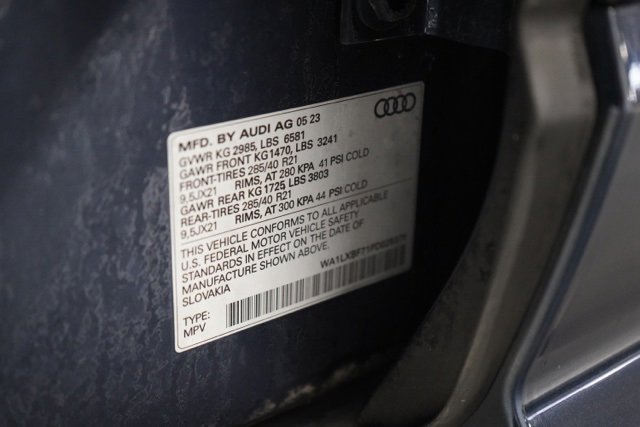 MFD. BY AUDI AG 05 23
GVWR KG 2985, LBS 6581
GAWR FRONT KG1470, LBS 3241
FRONT-TIRES 285/40 R21
9,5JX21 RIMS, AT 280 KPA 41 PSI COLD
GAWR REAR KG 1725 LBS 3803
REAR-TIRES 285/40 R21
9,5JX21 RIMS, AT 300 KPA 44 PSI COLD
THIS VEHICLE CONFORMS TO ALL APPLICABLE
U.S. FEDERAL MOTOR VEHICLE SAFETY
STANDARDS IN EFFECT ON THE DATE OF
MANUFACTURE SHOWN ABOVE.
SLOVAKIA
TYPE:
MPV